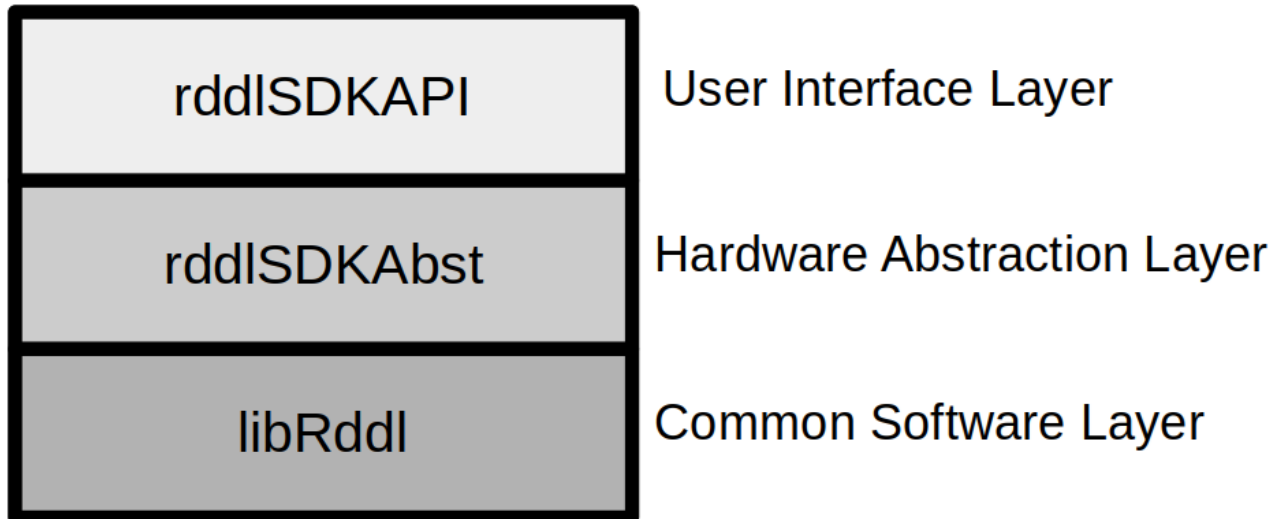 rddlSDKAPI
User Interface Layer
rddlSDKAbst
Hardware Abstraction Layer
libRddl
Common Software Layer